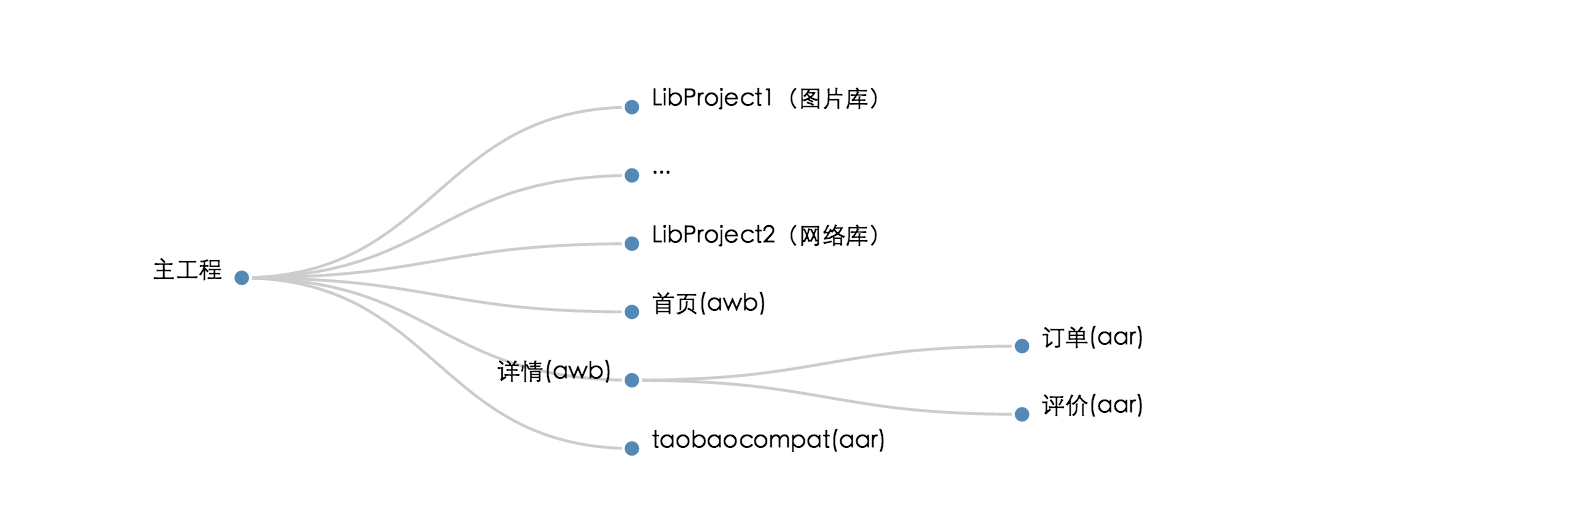 LibProject1（图片库）
...
LibProject2（网络库）
主工程
首页(awb)
订单(aar)
详情(awb)
评价(aar)
taobaocompat(aar)